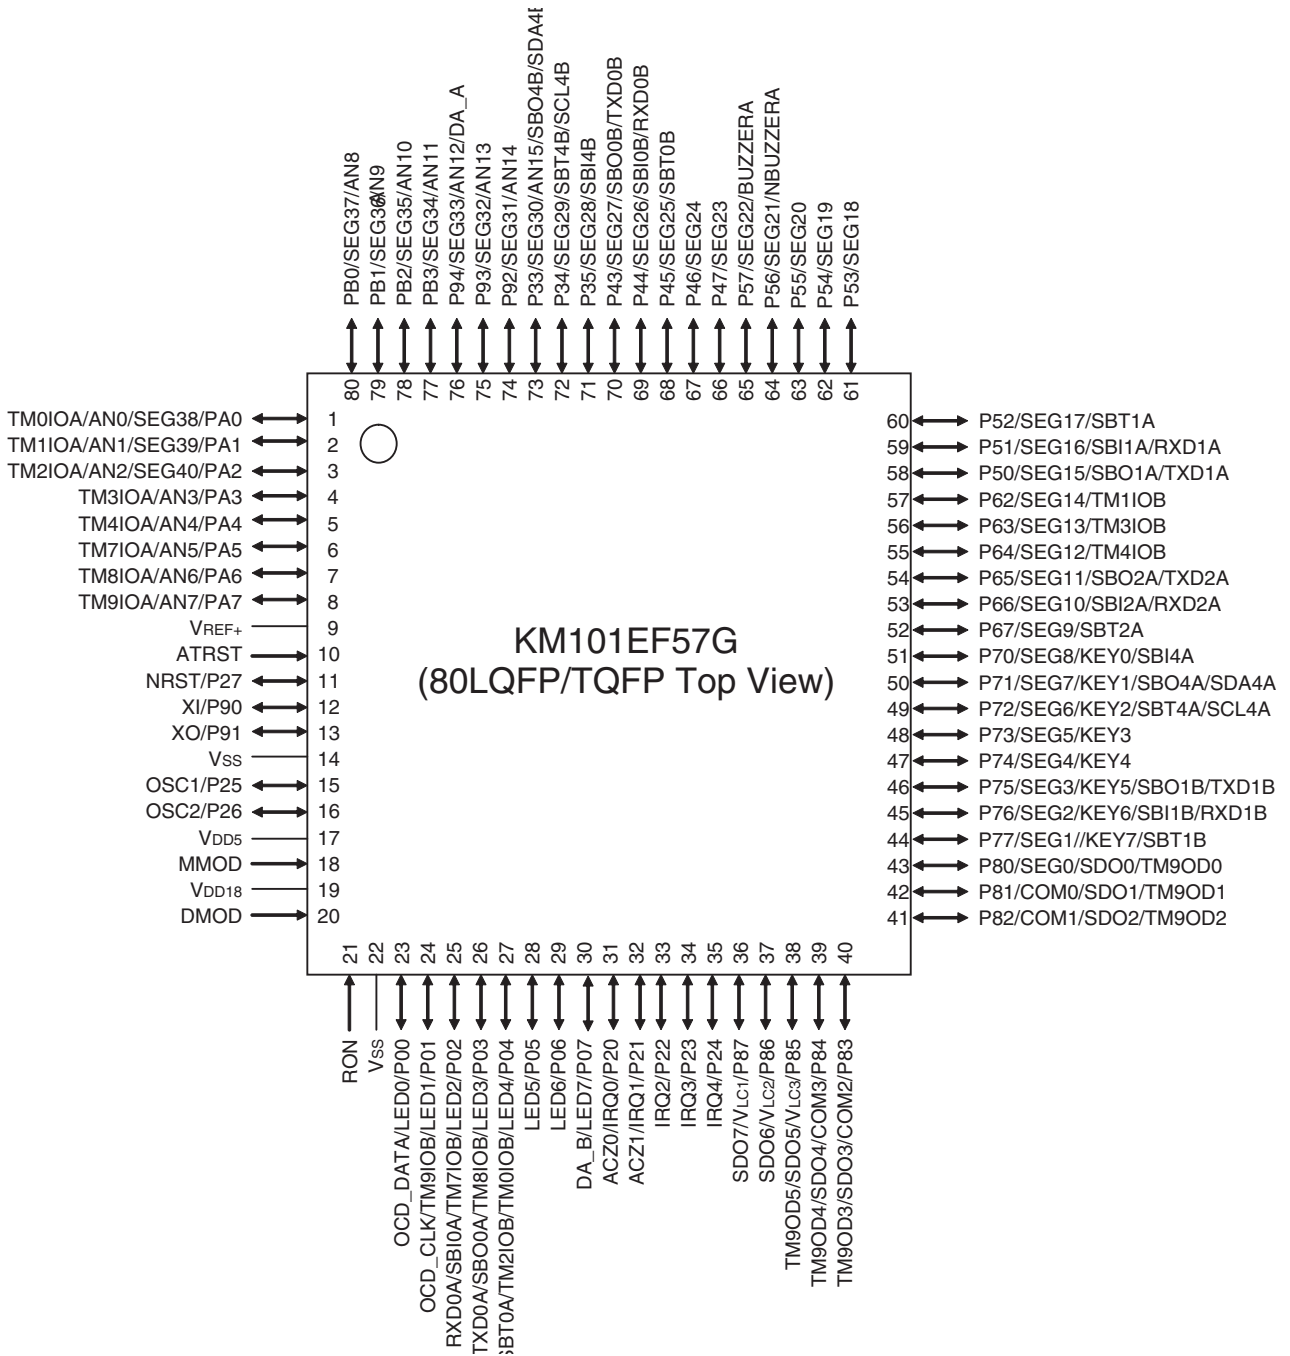 PB0/SEG37/AN8
PB1/SEG36/AN9
PB2/SEG35/AN10
PB3/SEG34/AN11
P94/SEG33/AN12/DA_A
P93/SEG32/AN13
P92/SEG31/AN14
P33/SEG30/AN15/SBO4B/SDA4B
P34/SEG29/SBT4B/SCL4B
P35/SEG28/SBI4B
P43/SEG27/SBO0B/TXD0B
P44/SEG26/SBI0B/RXD0B
P45/SEG25/SBT0B
P46/SEG24
P47/SEG23
P57/SEG22/BUZZERA
P56/SEG21/NBUZZERA
P55/SEG20
P54/SEG19
P53/SEG18
80 79 78 77 76 75 74 73 72 71 70 69 68 67 66 65 64 63 62 61
TM0IOA/AN0/SEG38/PA0 1
TM1IOA/AN1/SEG39/PA1 2
TM2IOA/AN2/SEG40/PA2 3
TM3IOA/AN3/PA3 4
TM4IOA/AN4/PA4 5
TM7IOA/AN5/PA5 6
TM8IOA/AN6/PA6 7
TM9IOA/AN7/PA7 8
VREF+ 9
ATRST 10
NRST/P27 11
XI/P90 12
XO/P91 13
VSS 14
OSC1/P25 15
OSC2/P26 16
VDD5 17
MMOD 18
VDD18 19
DMOD 20
KM101EF57G
(80LQFP/TQFP Top View)
60 P52/SEG17/SBT1A
59 P51/SEG16/SBI1A/RXD1A
58 P50/SEG15/SBO1A/TXD1A
57 P62/SEG14/TM1IOB
56 P63/SEG13/TM3IOB
55 P64/SEG12/TM4IOB
54 P65/SEG11/SBO2A/TXD2A
53 P66/SEG10/SBI2A/RXD2A
52 P67/SEG9/SBT2A
51 P70/SEG8/KEY0/SBI4A
50 P71/SEG7/KEY1/SBO4A/SDA4A
49 P72/SEG6/KEY2/SBT4A/SCL4A
48 P73/SEG5/KEY3
47 P74/SEG4/KEY4
46 P75/SEG3/KEY5/SBO1B/TXD1B
45 P76/SEG2/KEY6/SBI1B/RXD1B
44 P77/SEG1//KEY7/SBT1B
43 P80/SEG0/SDO0/TM9OD0
42 P81/COM0/SDO1/TM9OD1
41 P82/COM1/SDO2/TM9OD2
21 22 23 24 25 26 27 28 29 30 31 32 33 34 35 36 37 38 39 40
RON
VSS
OCD_DATA/LED0/P00
OCD_CLK/TM9IOB/LED1/P01
RXD0A/SBI0A/TM7IOB/LED2/P02
TXD0A/SBO0A/TM8IOB/LED3/P03
SBT0A/TM2IOB/TM0IOB/LED4/P04
LED5/P05
LED6/P06
DA_B/LED7/P07
ACZ0/IRQ0/P20
ACZ1/IRQ1/P21
IRQ2/P22
IRQ3/P23
IRQ4/P24
SDO7/VLC1/P87
SDO6/VLC2/P86
TM9OD5/SDO5/VLC3/P85
TM9OD4/SDO4/COM3/P84
TM9OD3/SDO3/COM2/P83